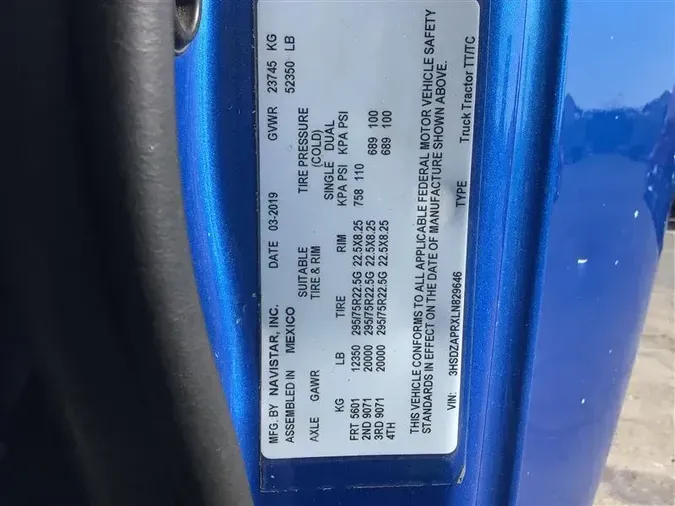 MFG. BY NAVISTAR, INC. DATE 03-2019 GVWR 23745 KG
ASSEMBLED IN MEXICO 52350 LB
SUITABLE TIRE PRESSURE
AXLE GAWR TIRE & RIM (COLD)
SINGLE DUAL
KG LB TIRE RIM KPA PSI KPA PSI
FRT 5601 12350 295/75R22.5G 22.5X8.25 758 110
2ND 9071 20000 295/75R22.5G 22.5X8.25 689 100
3RD 9071 20000 295/75R22.5G 22.5X8.25 689 100
4TH
THIS VEHICLE CONFORMS TO ALL APPLICABLE FEDERAL MOTOR VEHICLE SAFETY
STANDARDS IN EFFECT ON THE DATE OF MANUFACTURE SHOWN ABOVE.
VIN: 3HSDZAPRXLN829646 TYPE Truck Tractor TT/TC